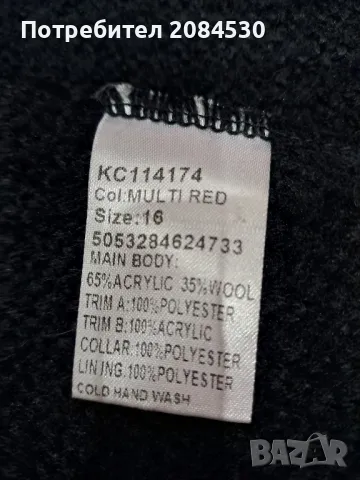 Потребител 2084530
KC114174
Col:MULTI RED
Size:16
5053284624733
MAIN BODY:
65%ACRYLIC 35%WOOL
TRIM A:100%POLYESTER
TRIM B:100%ACRYLIC
COLLAR:100%POLYESTER
LINING:100%POLYESTER
COLD HAND WASH
BAZAR